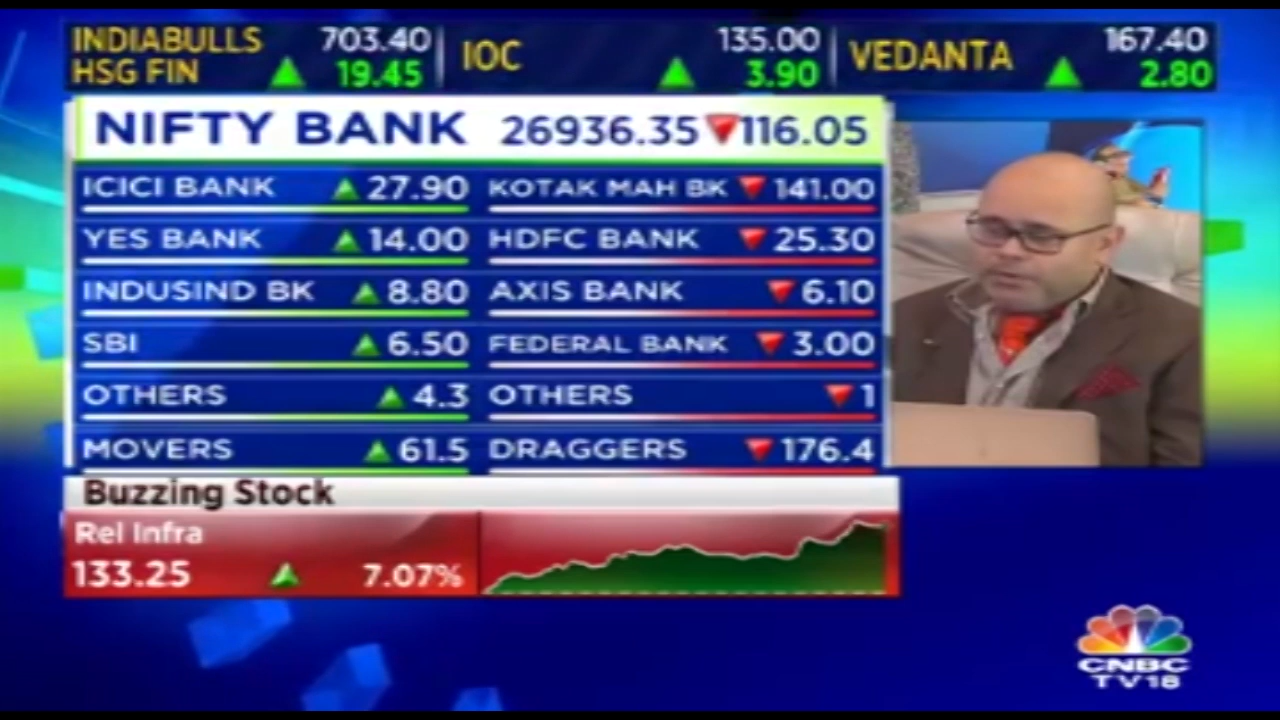 INDIABULLS HSG FIN 703.40 19.45
IOC 135.00 3.90
VEDANTA 167.40 2.80
NIFTY BANK 26936.35 116.05
ICICI BANK 27.90 KOTAK MAH BK 141.00
YES BANK 14.00 HDFC BANK 25.30
INDUSIND BK 8.80 AXIS BANK 6.10
SBI 6.50 FEDERAL BANK 3.00
OTHERS 4.3 OTHERS 1
MOVERS 61.5 DRAGGERS 176.4
Buzzing Stock
Rel Infra
133.25 7.07%
CNBC
TV18